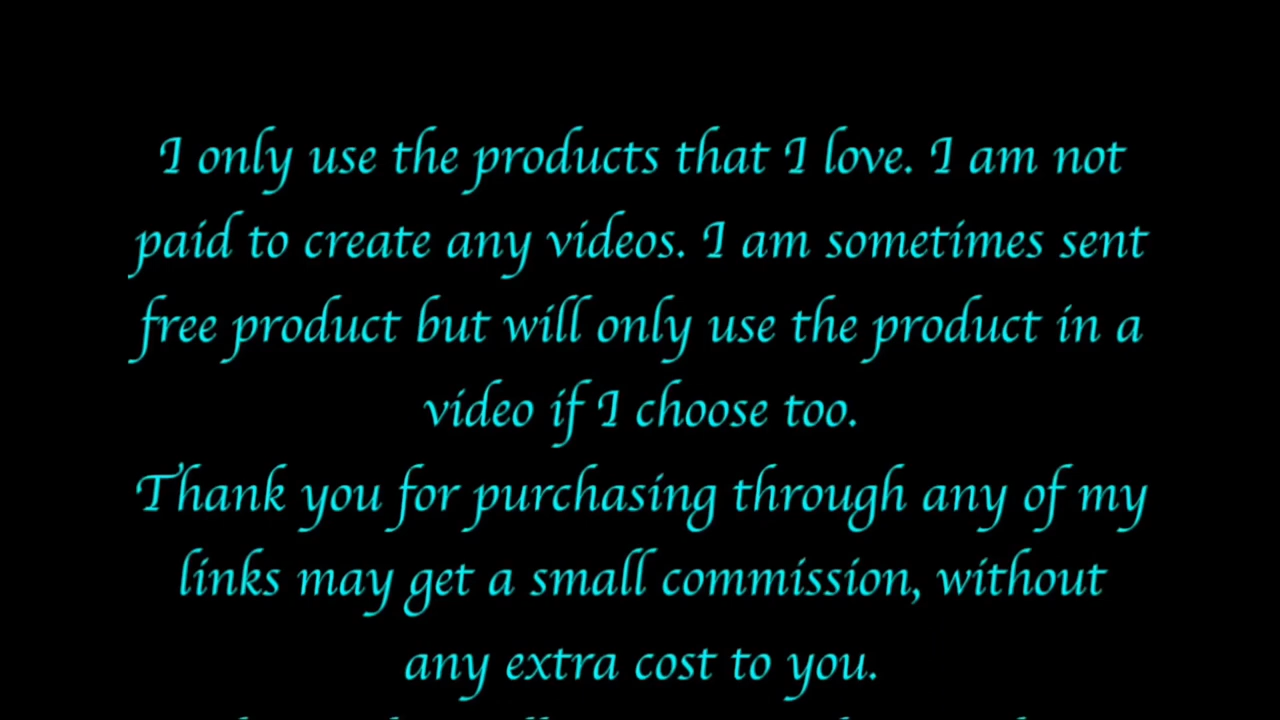 I only use the products that I love. I am not
paid to create any videos. I am sometimes sent
free product but will only use the product in a
video if I choose too.
Thank you for purchasing through any of my
links may get a small commission, without
any extra cost to you.